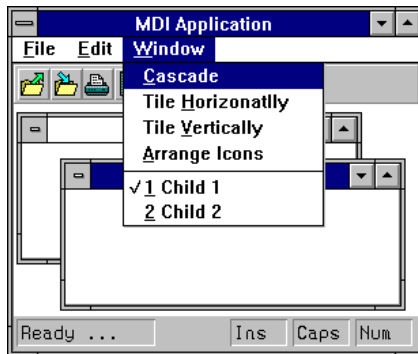 MDI Application
File Edit Window
Cascade
Tile Horizonatlly
Tile Vertically
Arrange Icons
✓1 Child 1
2 Child 2
Ready ... Ins Caps Num